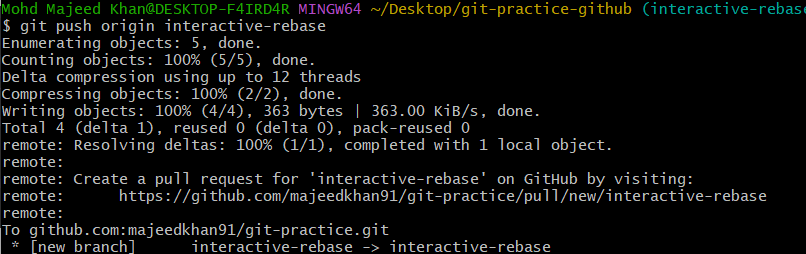 Mohd Majeed Khan@DESKTOP-F4IRD4R MINGW64 ~/Desktop/git-practice-github (interactive-rebase
$ git push origin interactive-rebase
Enumerating objects: 5, done.
Counting objects: 100% (5/5), done.
Delta compression using up to 12 threads
Compressing objects: 100% (2/2), done.
Writing objects: 100% (4/4), 363 bytes | 363.00 KiB/s, done.
Total 4 (delta 1), reused 0 (delta 0), pack-reused 0
remote: Resolving deltas: 100% (1/1), completed with 1 local object.
remote:
remote: Create a pull request for 'interactive-rebase' on GitHub by visiting:
remote:      https://github.com/majeedkhan91/git-practice/pull/new/interactive-rebase
remote:
To github.com:majeedkhan91/git-practice.git
 * [new branch]      interactive-rebase -> interactive-rebase